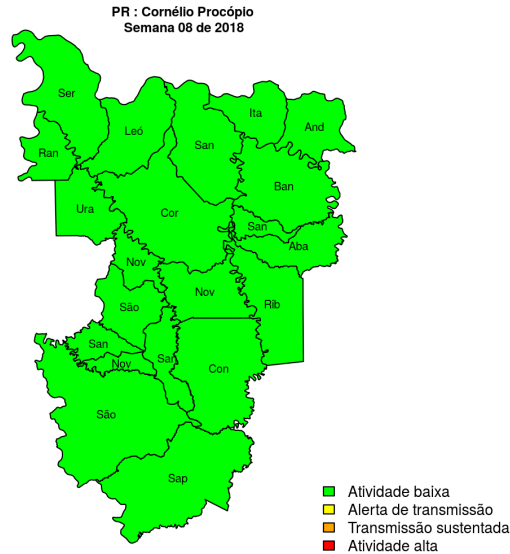 PR : Cornélio Procópio
Semana 08 de 2018
Ser
Leó
Ita
And
San
Ran
Ban
Ura
Cor
San
Aba
Nov
Nov
Rib
São
San
San
Nov
Con
São
Sap
Atividade baixa
Alerta de transmissão
Transmissão sustentada
Atividade alta